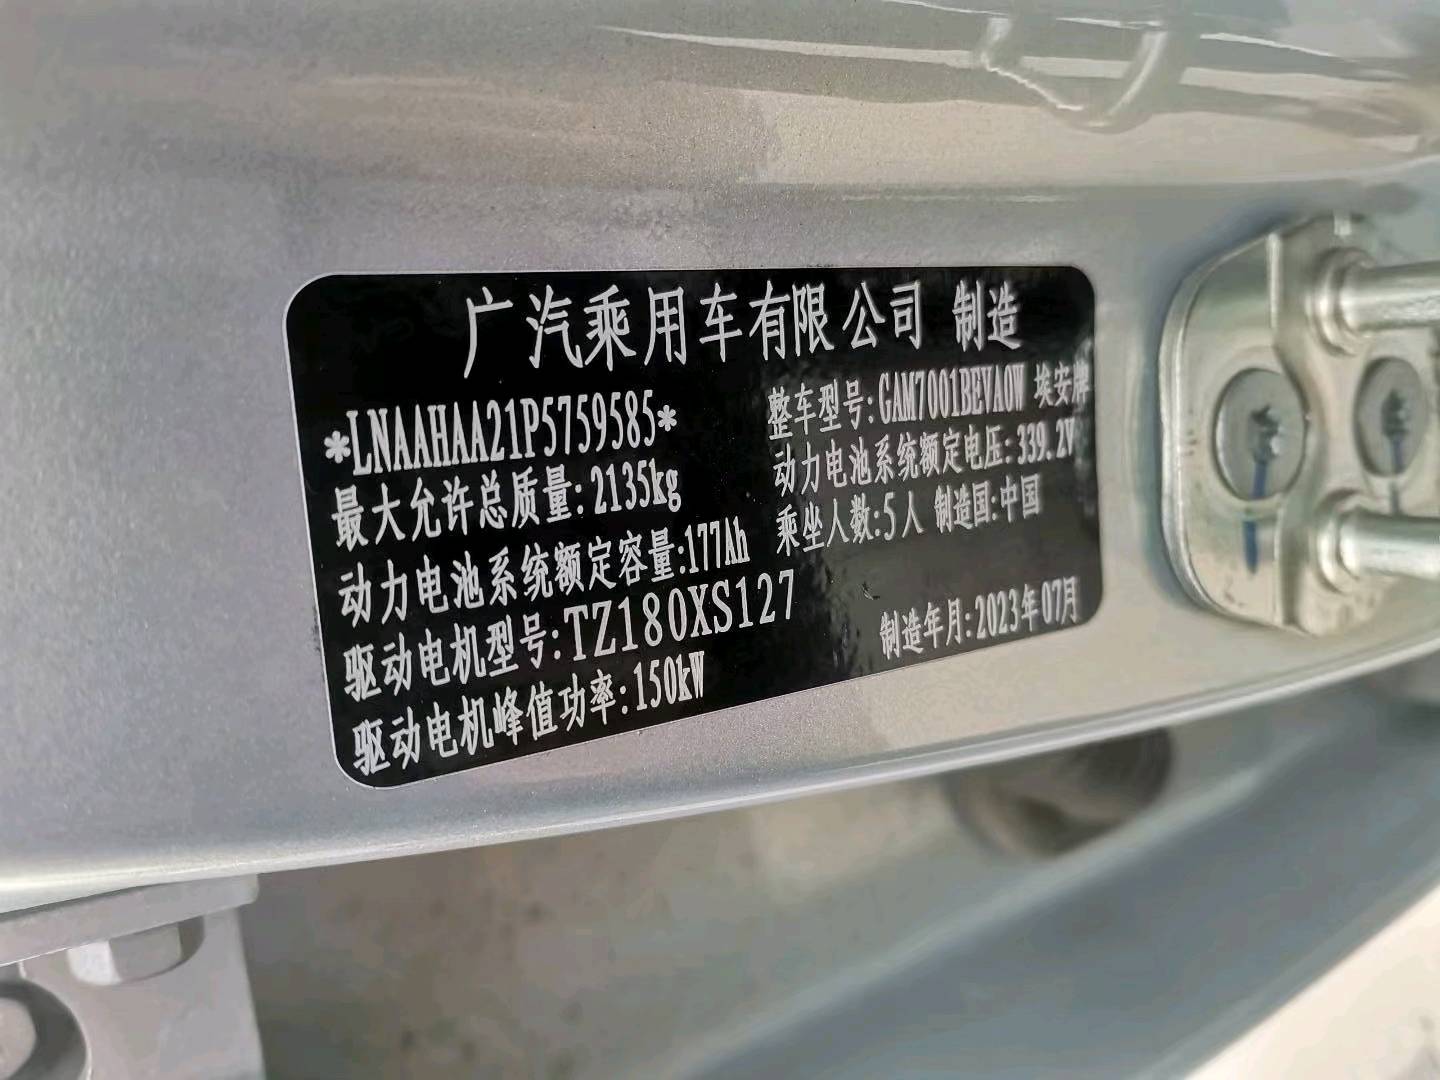 广汽乘用车有限公司 制造
*LNAAHAA21P5759585*
整车型号:GAM7001BEVA0W 埃安牌
最大允许总质量:2135kg
动力电池系统额定电压:339.2V
动力电池系统额定容量:177Ah
乘坐人数:5人 制造国:中国
驱动电机型号:TZ180XS127
驱动电机峰值功率:150kW
制造年月:2023年07月